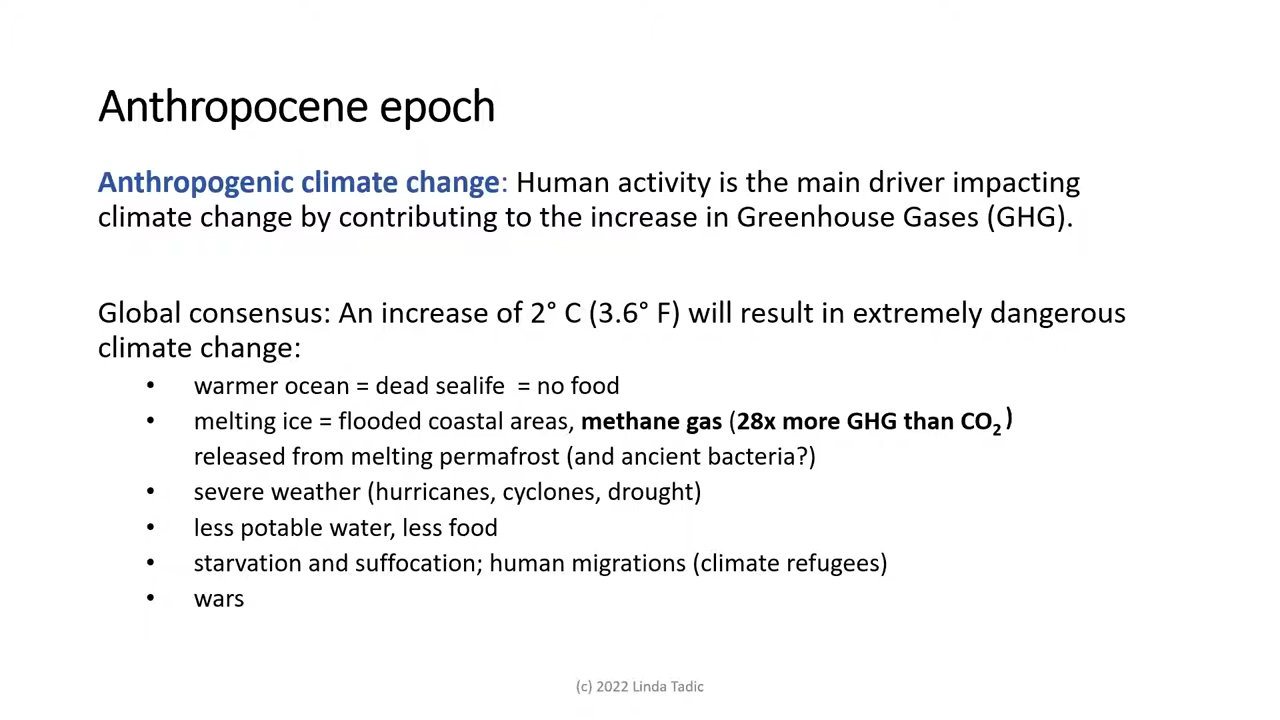 Anthropocene epoch
Anthropogenic climate change: Human activity is the main driver impacting
climate change by contributing to the increase in Greenhouse Gases (GHG).
Global consensus: An increase of 2° C (3.6° F) will result in extremely dangerous
climate change:
• warmer ocean = dead sealife  = no food
• melting ice = flooded coastal areas, methane gas (28x more GHG than CO₂)
released from melting permafrost (and ancient bacteria?)
• severe weather (hurricanes, cyclones, drought)
• less potable water, less food
• starvation and suffocation; human migrations (climate refugees)
• wars
(c) 2022 Linda Tadic